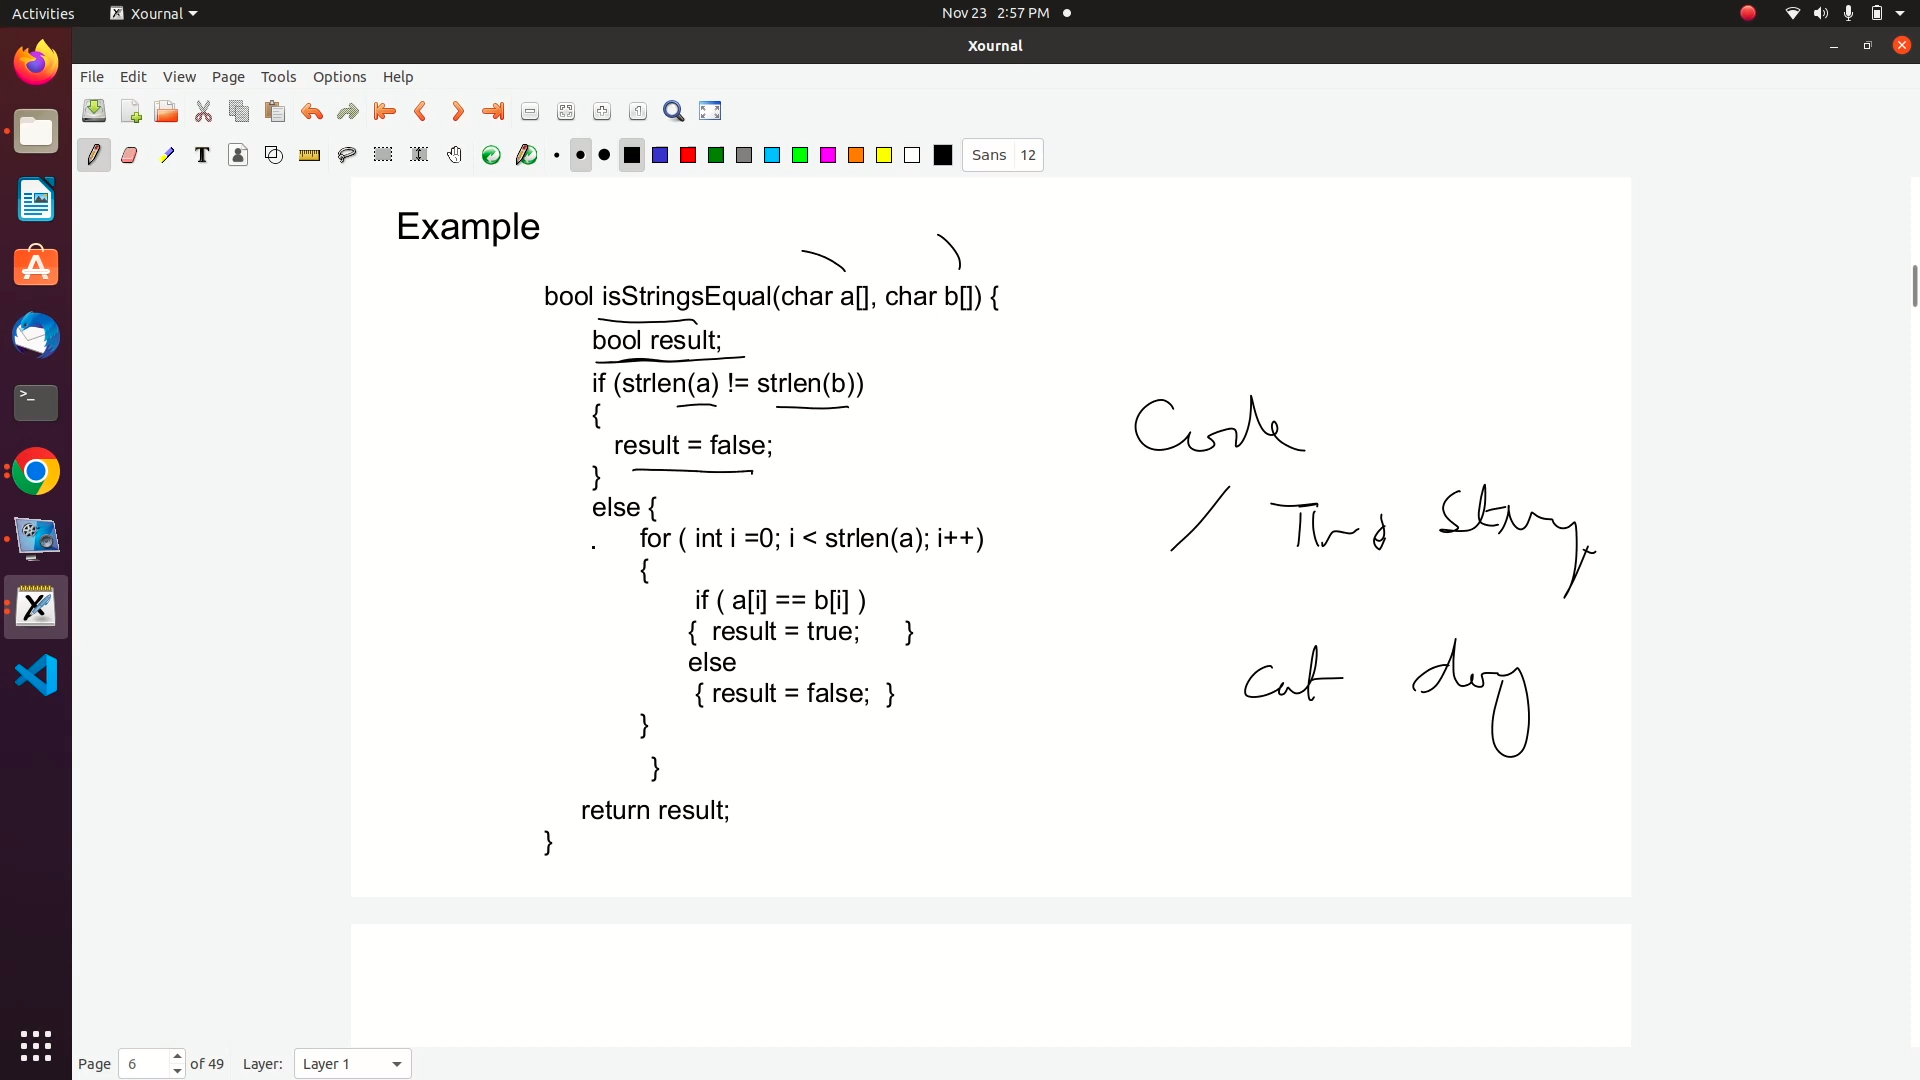 Activities Xournal Nov 23 2:57 PM
Xournal
File Edit View Page Tools Options Help
Sans 12
Example
bool isStringsEqual(char a[], char b[]) {
bool result;
if (strlen(a) != strlen(b))
{
result = false;
}
else {
for ( int i =0; i < strlen(a); i++)
{
if ( a[i] == b[i] )
{ result = true; }
else
{ result = false; }
}
}
return result;
}
Code
/ This String
cat dog
Page 6 of 49 Layer: Layer 1